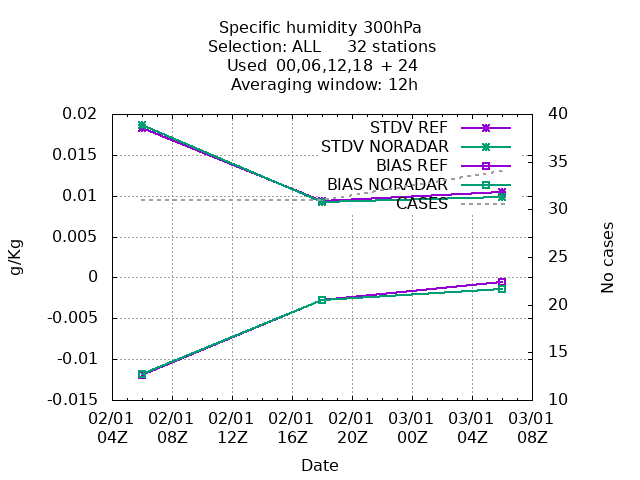 Specific humidity 300hPa
Selection: ALL 32 stations
Used 00,06,12,18 + 24
Averaging window: 12h
0.02
0.015
0.01
0.005
0
-0.005
-0.01
-0.015
g/Kg
STDV REF
STDV NORADAR
BIAS REF
BIAS NORADAR
CASES
40
35
30
25
20
15
10
No cases
02/01 02/01 02/01 02/01 02/01 03/01 03/01 03/01
04Z 08Z 12Z 16Z 20Z 00Z 04Z 08Z
Date